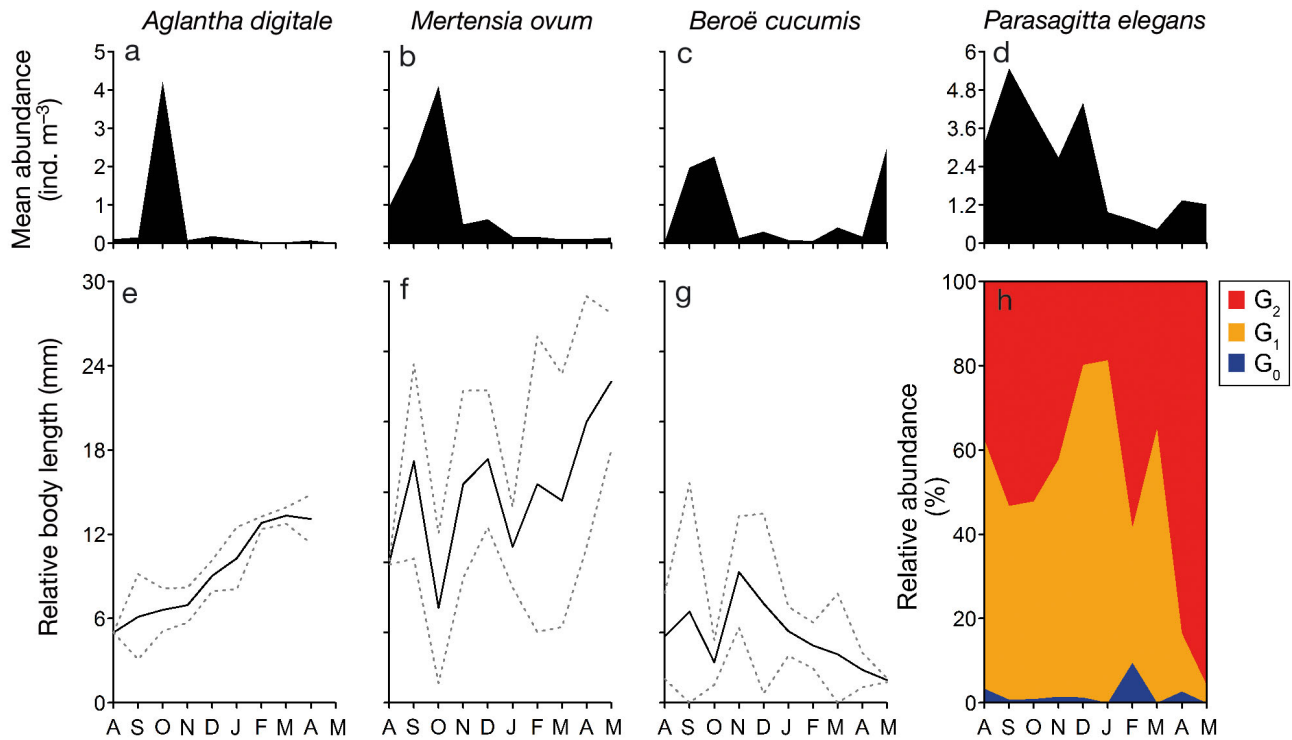 Aglantha digitale
Mertensia ovum
Beroë cucumis
Parasagitta elegans
a
b
c
d
Mean abundance
(ind. m⁻³)
5
4
3
2
1
0
6
4.8
3.6
2.4
1.2
0
e
f
g
h
Relative body length (mm)
30
24
18
12
6
0
Relative abundance
(%)
100
80
60
40
20
0
G₂
G₁
G₀
A S O N D J F M A M
A S O N D J F M A M
A S O N D J F M A M
A S O N D J F M A M